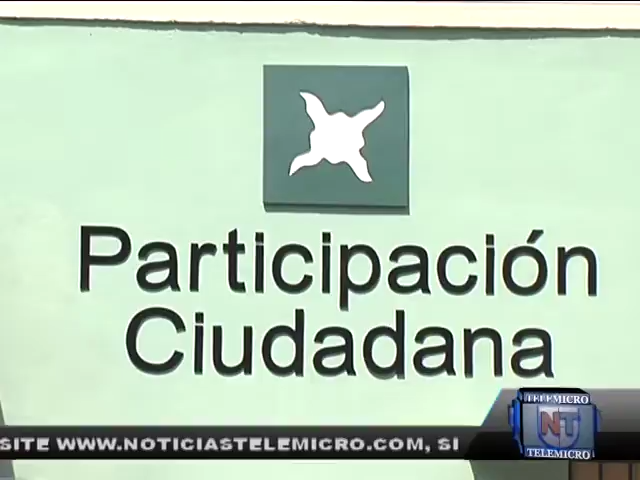 Participación
Ciudadana
TELEMICRO
NT
SITE WWW.NOTICIASTELEMICRO.COM, SI
TELEMICRO